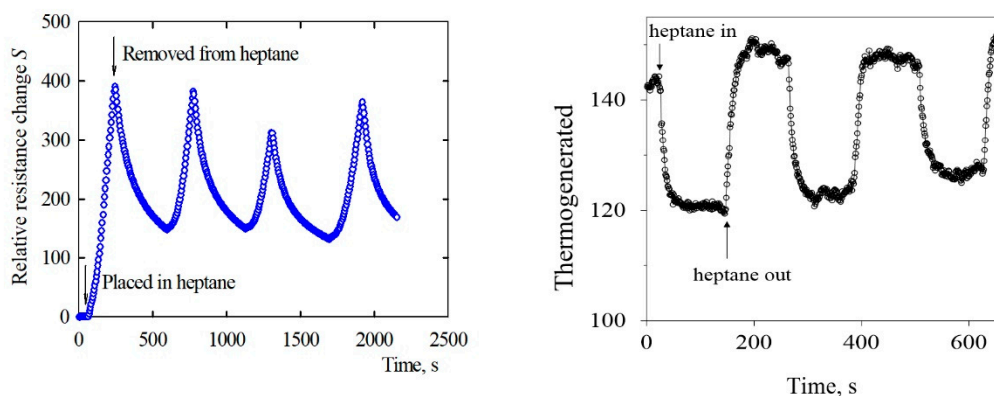 500
400
300
200
100
0
Relative resistance change S
Removed from heptane
Placed in heptane
0
500
1000
1500
2000
2500
Time, s
140
120
100
Thermogenerated
heptane in
heptane out
0
200
400
600
Time, s